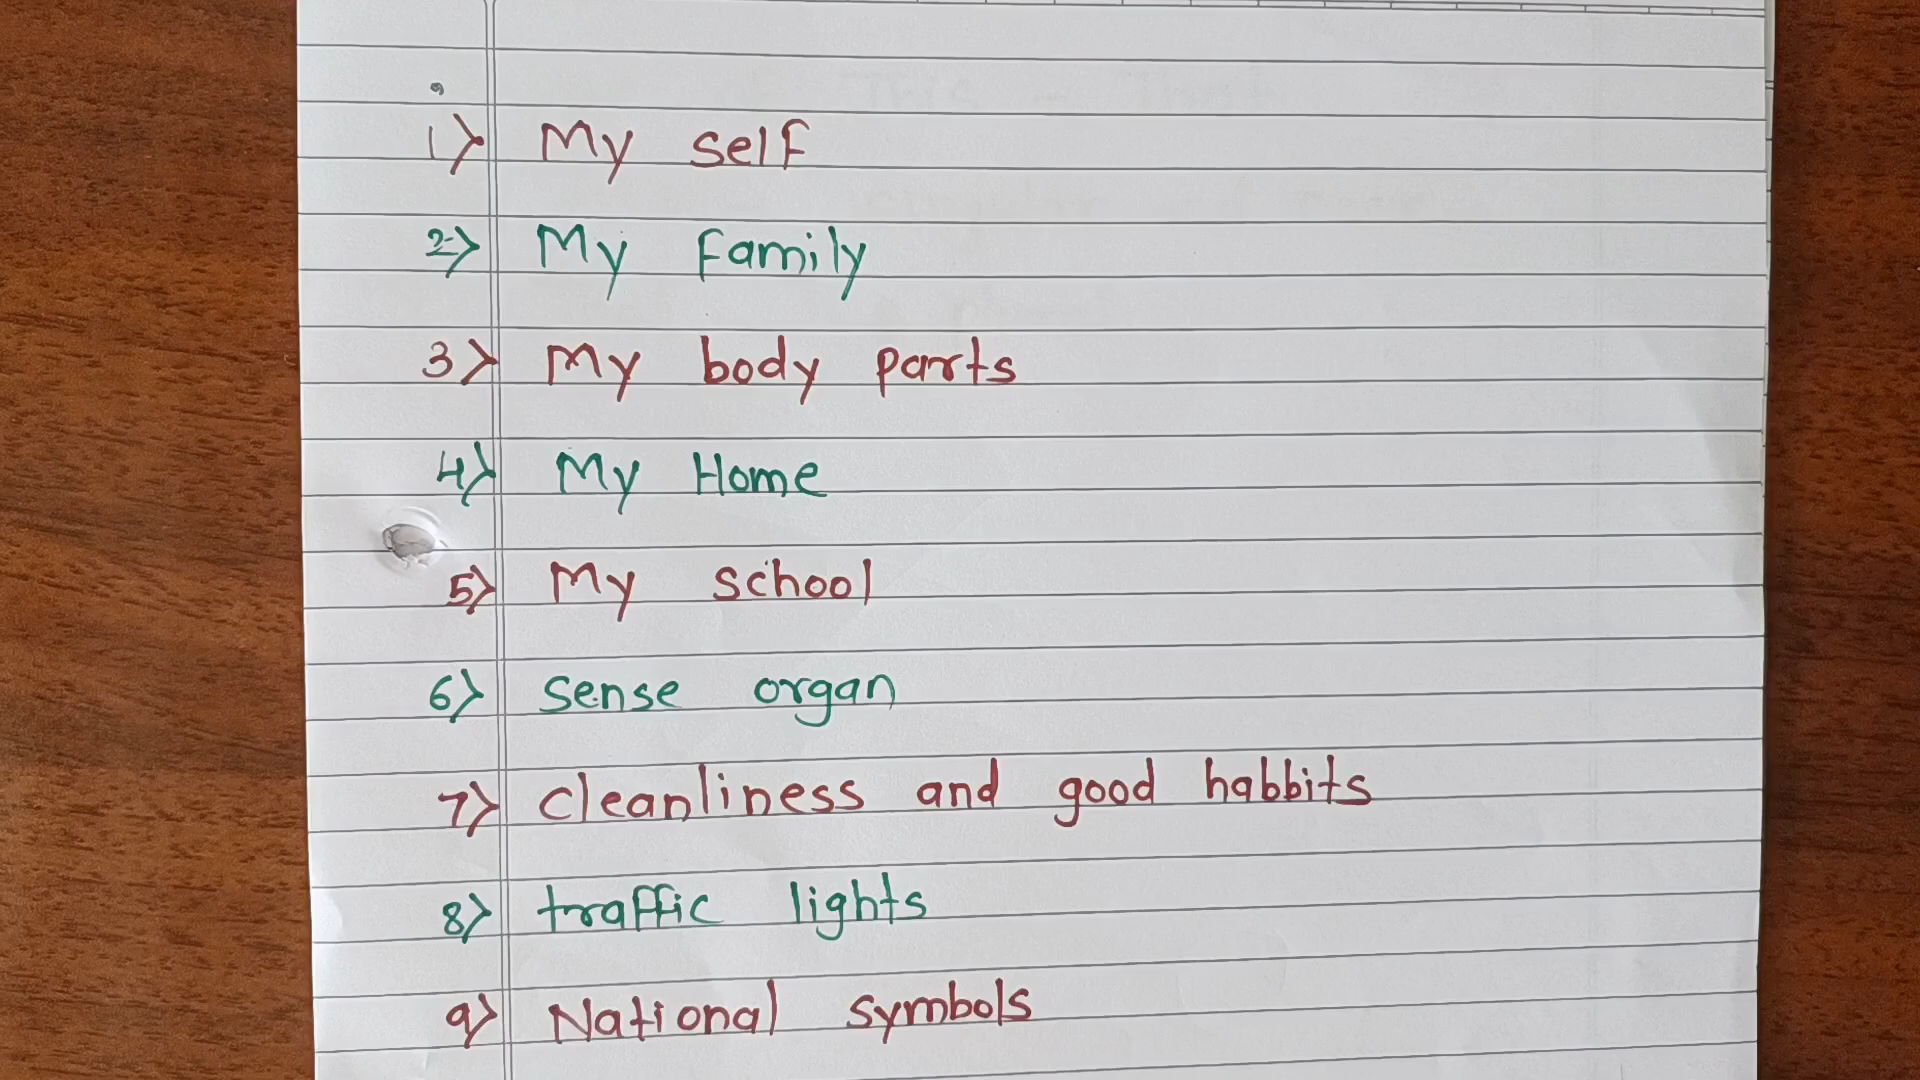 1> My self
2> My Family
3> My body parts
4> My Home
5> My school
6> Sense organ
7> Cleanliness and good habbits
8> traffic lights
9> National symbols